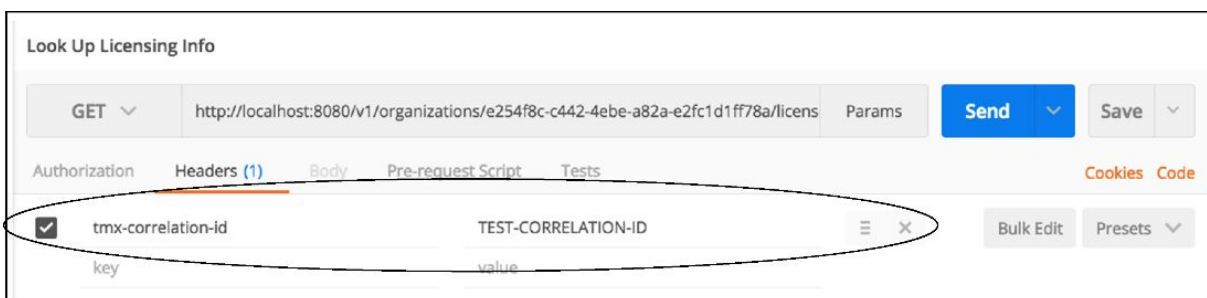 Look Up Licensing Info
GET http://localhost:8080/v1/organizations/e254f8c-c442-4ebe-a82a-e2fc1d1ff78a/licens Params Send Save
Authorization Headers (1) Body Pre-request Script Tests Cookies Code
tmx-correlation-id TEST-CORRELATION-ID Bulk Edit Presets
key value